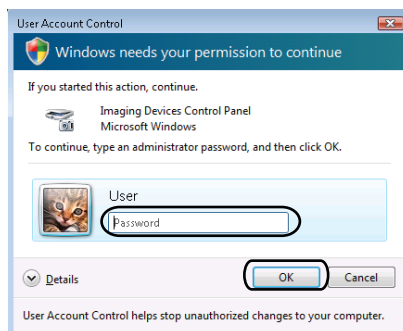 User Account Control
Windows needs your permission to continue
If you started this action, continue.
Imaging Devices Control Panel
Microsoft Windows
To continue, type an administrator password, and then click OK.
User
Password
Details
OK
Cancel
User Account Control helps stop unauthorized changes to your computer.